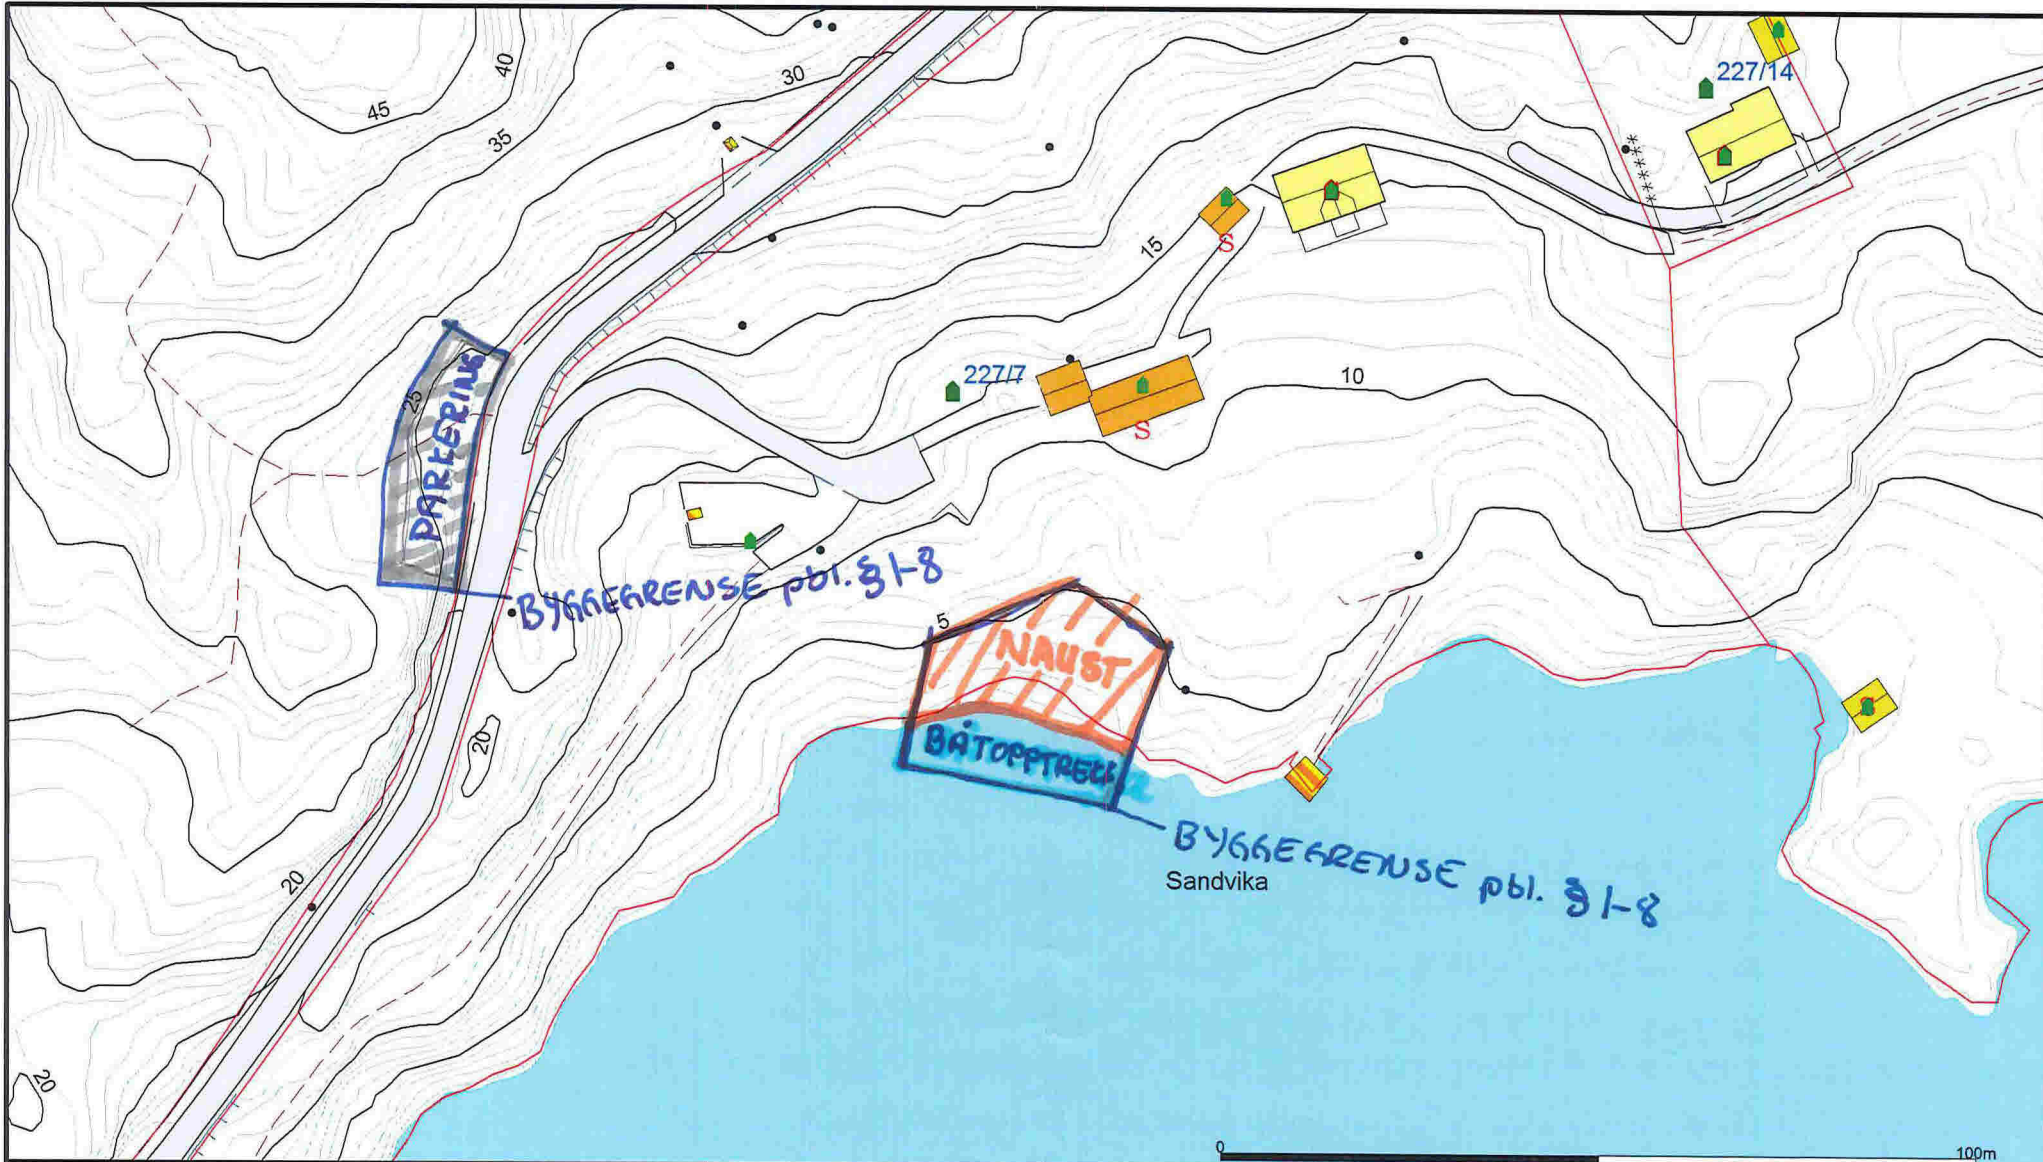 40
45
30
35
227/14
15
S
227/7
10
S
25
PARKERING
BYGGEGRENSE pbl. § 1-8
5
NAUST
BÅTOPPTREKK
20
BYGGEGRENSE pbl. § 1-8
Sandvika
20
20
0
100m